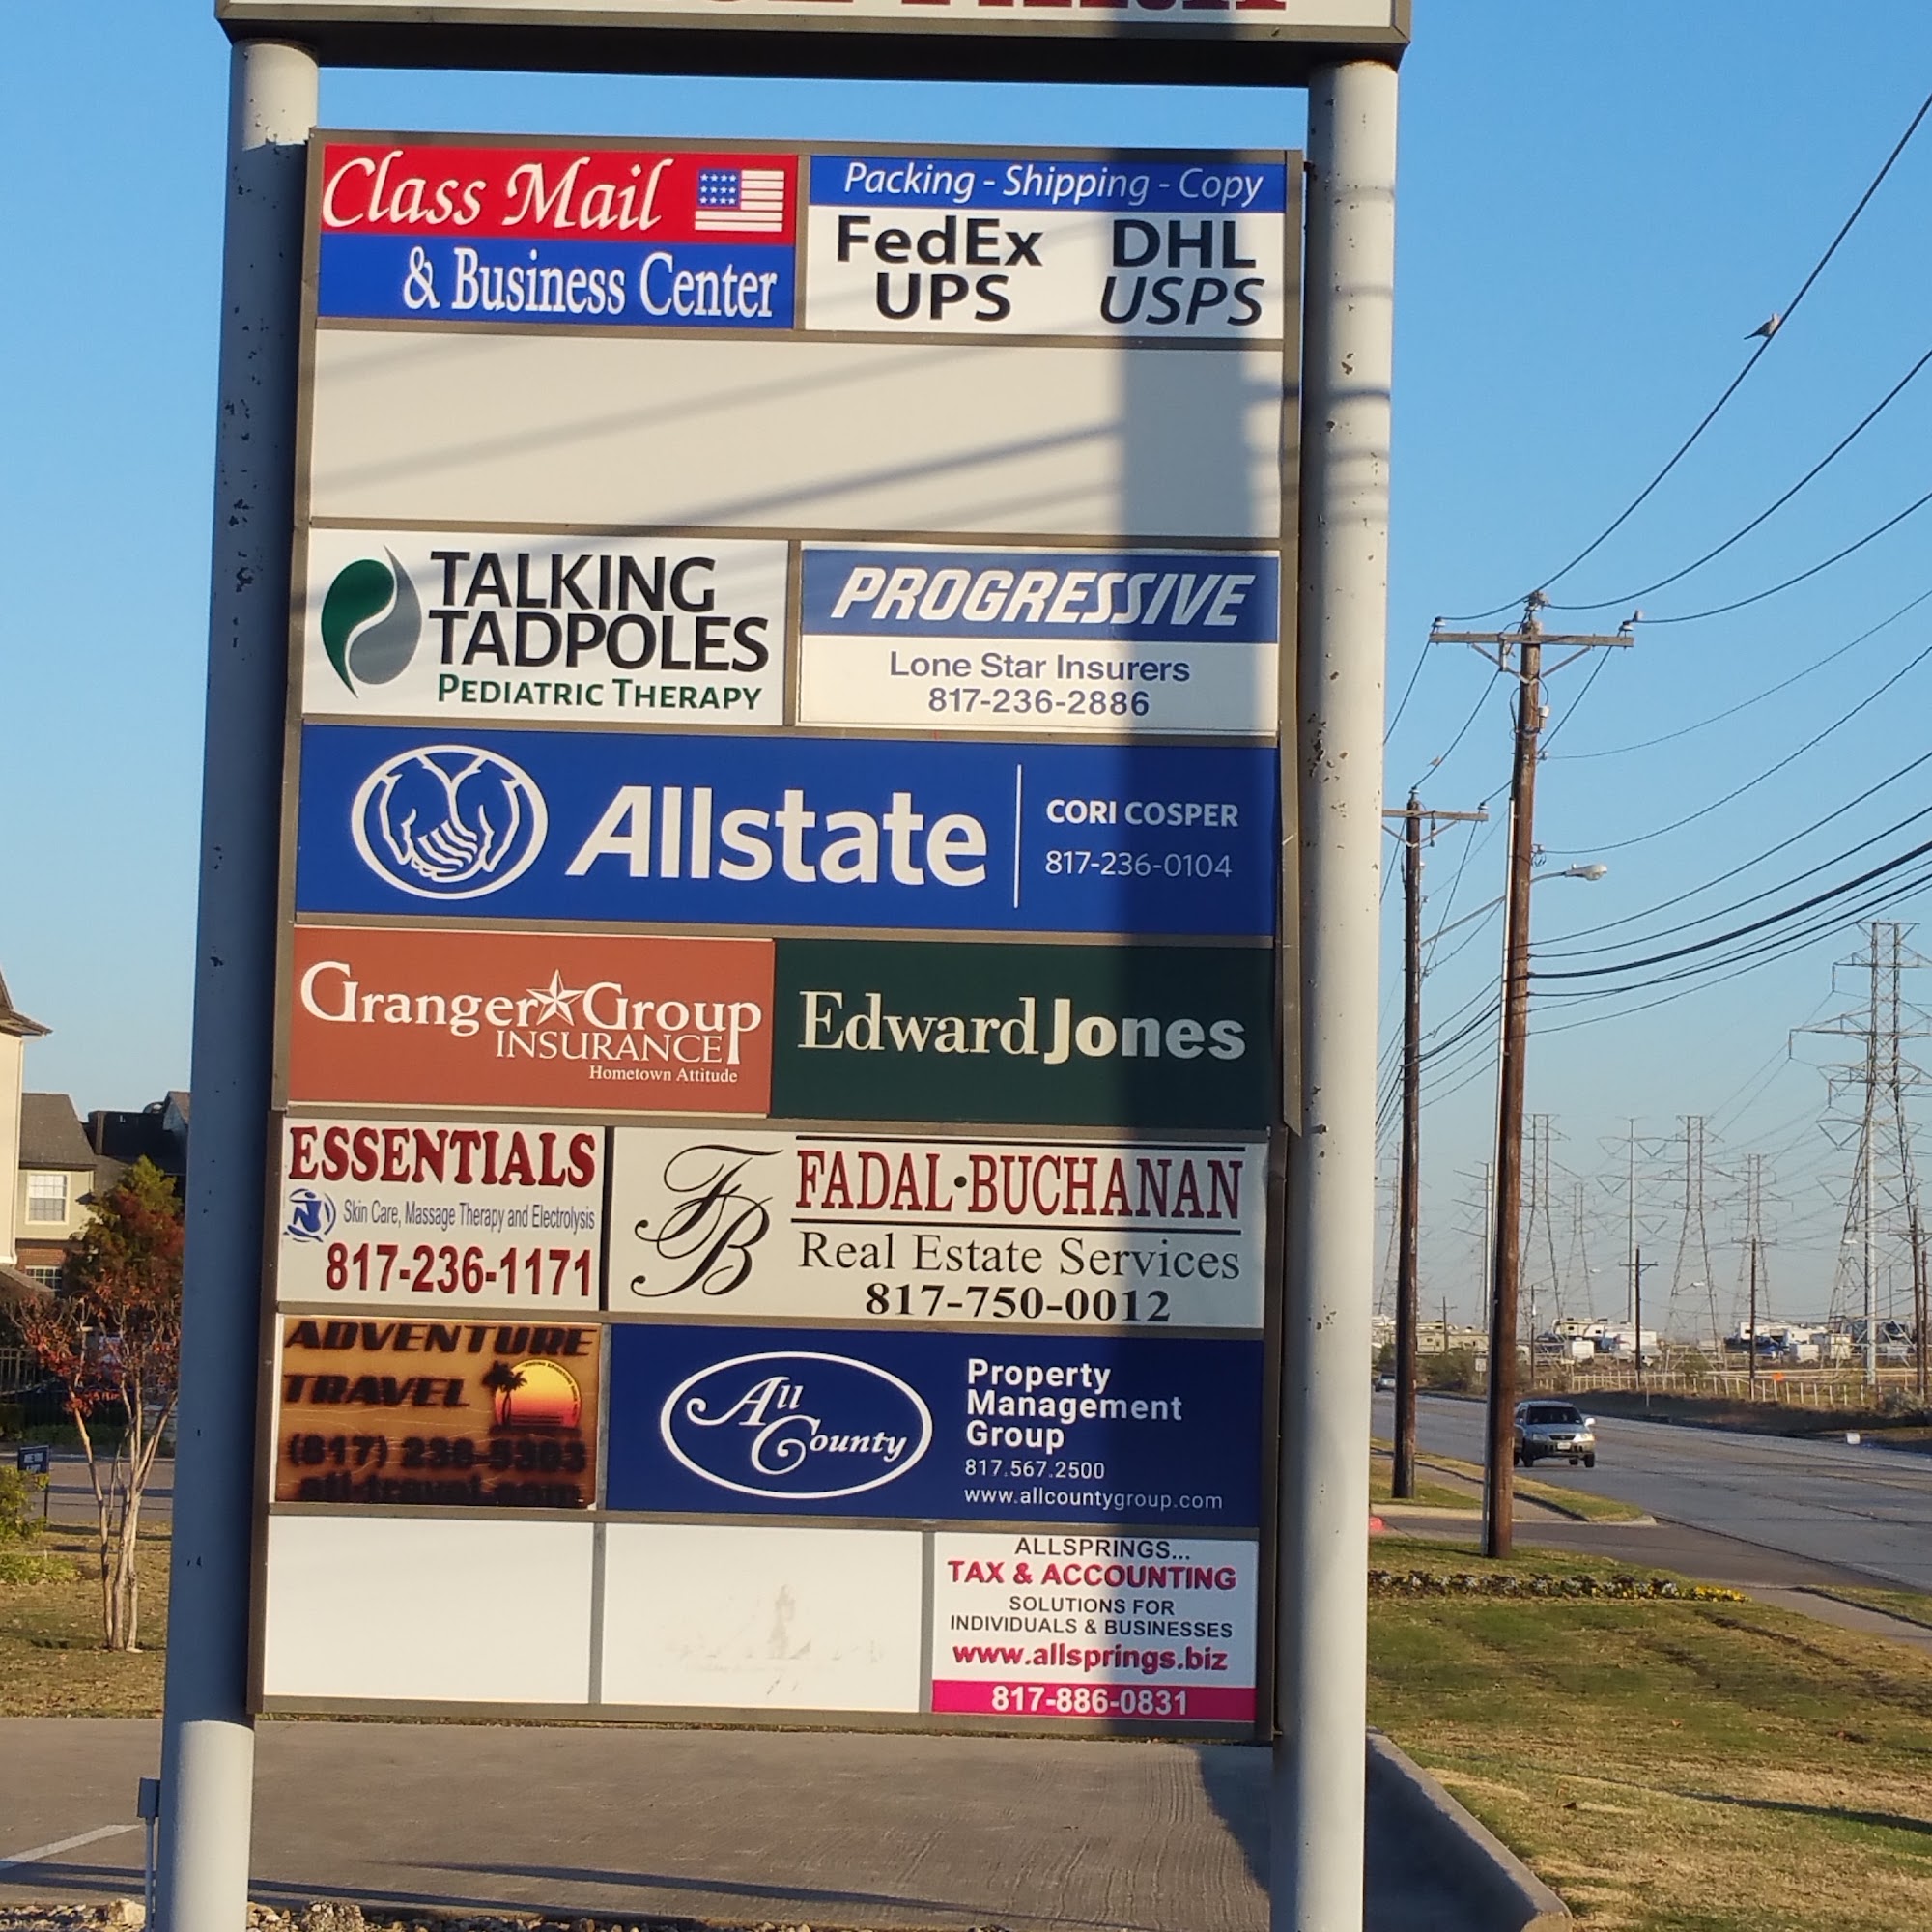 Class Mail
& Business Center
Packing - Shipping - Copy
FedEx DHL
UPS USPS
TALKING
TADPOLES
PEDIATRIC THERAPY
PROGRESSIVE
Lone Star Insurers
817-236-2886
Allstate
CORI COSPER
817-236-0104
Granger Group
INSURANCE
Hometown Attitude
Edward Jones
ESSENTIALS
Skin Care, Massage Therapy and Electrolysis
817-236-1171
FB
FADAL•BUCHANAN
Real Estate Services
817-750-0012
ADVENTURE
TRAVEL
(817) 236-5303
All County
Property
Management
Group
817.567.2500
www.allcountygroup.com
ALLSPRINGS...
TAX & ACCOUNTING
SOLUTIONS FOR
INDIVIDUALS & BUSINESSES
www.allsprings.biz
817-886-0831